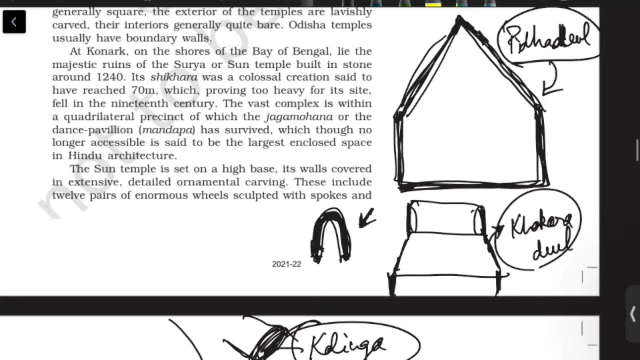 generally square, the exterior of the temples are lavishly
carved, their interiors generally quite bare. Odisha temples
usually have boundary walls.
At Konark, on the shores of the Bay of Bengal, lie the
majestic ruins of the Surya or Sun temple built in stone
around 1240. Its shikhara was a colossal creation said to
have reached 70m, which, proving too heavy for its site,
fell in the nineteenth century. The vast complex is within
a quadrilateral precinct of which the jagamohana or the
dance-pavillion (mandapa) has survived, which though no
longer accessible is said to be the largest enclosed space
in Hindu architecture.
The Sun temple is set on a high base, its walls covered
in extensive, detailed ornamental carving. These include
twelve pairs of enormous wheels sculpted with spokes and
2021-22
not to be
Khakara
deul
Kalinga